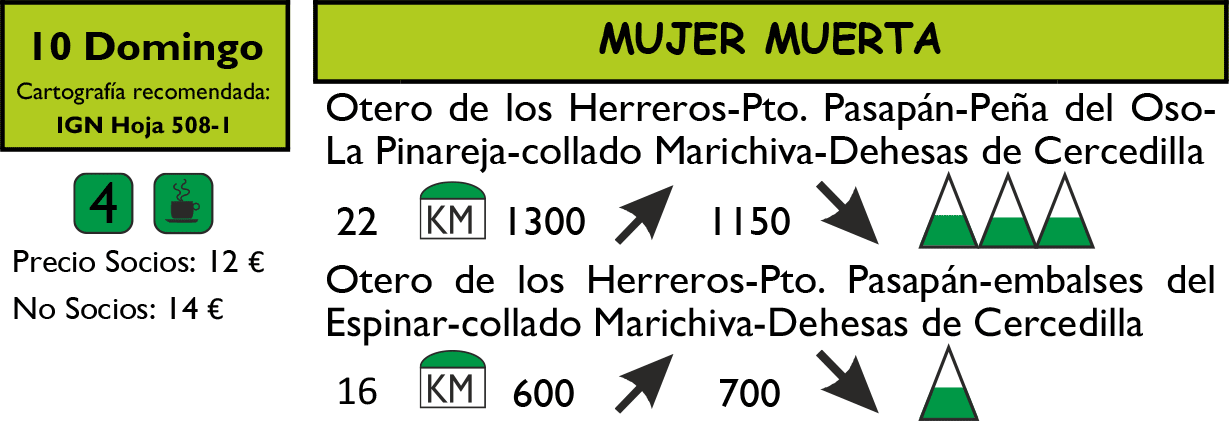 10 Domingo
Cartografía recomendada:
IGN Hoja 508-1
4
Precio Socios: 12 €
No Socios: 14 €
MUJER MUERTA
Otero de los Herreros-Pto. Pasapán-Peña del Oso-
La Pinareja-collado Marichiva-Dehesas de Cercedilla
22 KM 1300 1150
Otero de los Herreros-Pto. Pasapán-embalses del
Espinar-collado Marichiva-Dehesas de Cercedilla
16 KM 600 700